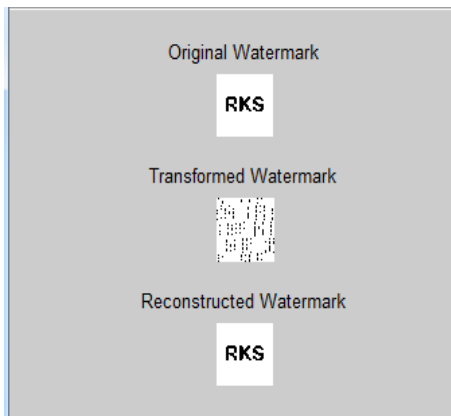 Original Watermark
RKS
Transformed Watermark
Reconstructed Watermark
RKS